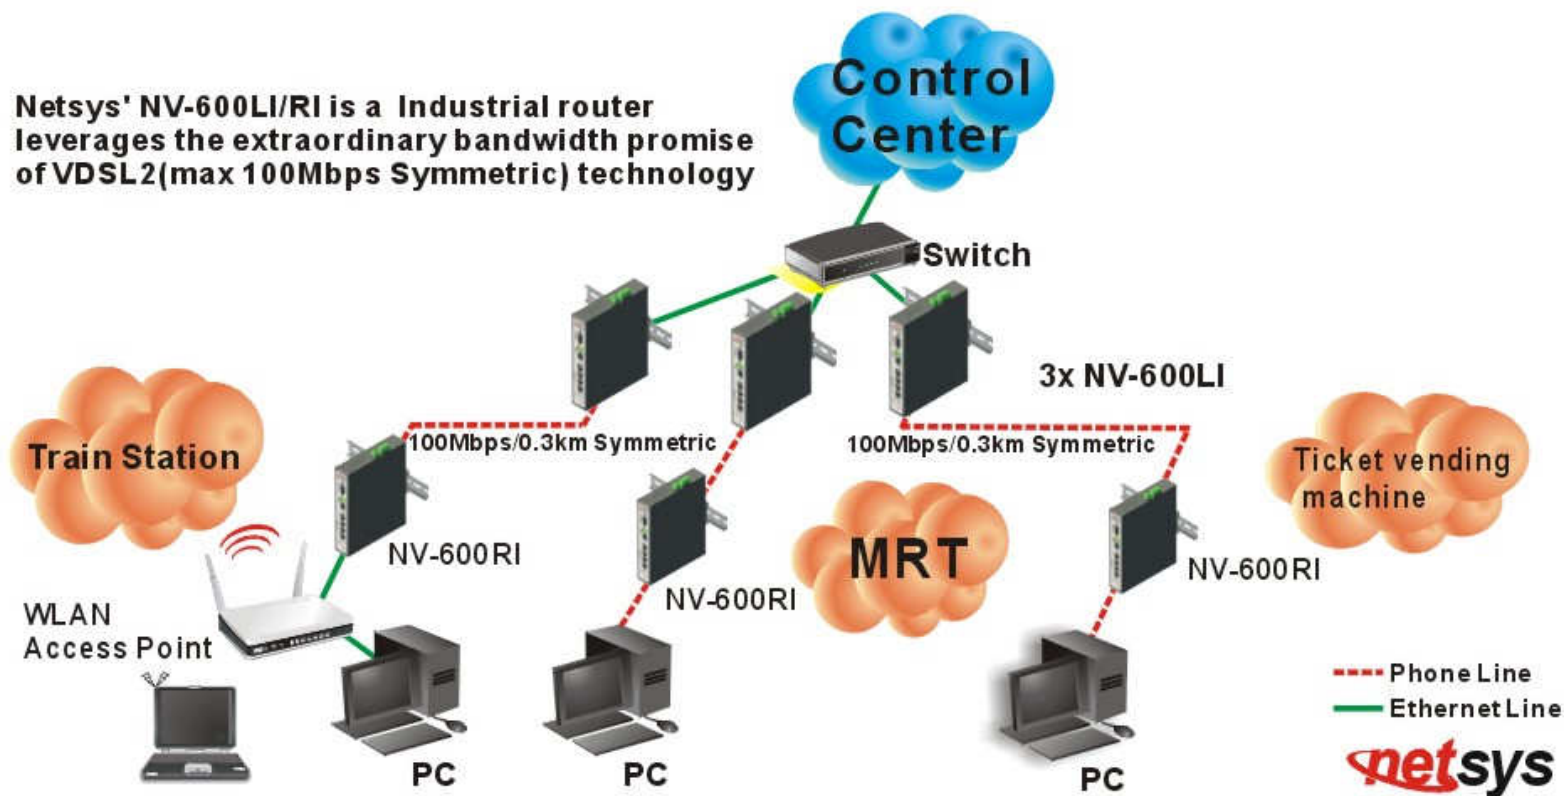 Netsys' NV-600LI/RI is a Industrial router
leverages the extraordinary bandwidth promise
of VDSL2(max 100Mbps Symmetric) technology
Control
Center
Switch
3x NV-600LI
100Mbps/0.3km Symmetric
100Mbps/0.3km Symmetric
Train Station
Ticket vending
machine
MRT
NV-600RI
NV-600RI
NV-600RI
WLAN
Access Point
PC
PC
PC
Phone Line
Ethernet Line
netsys